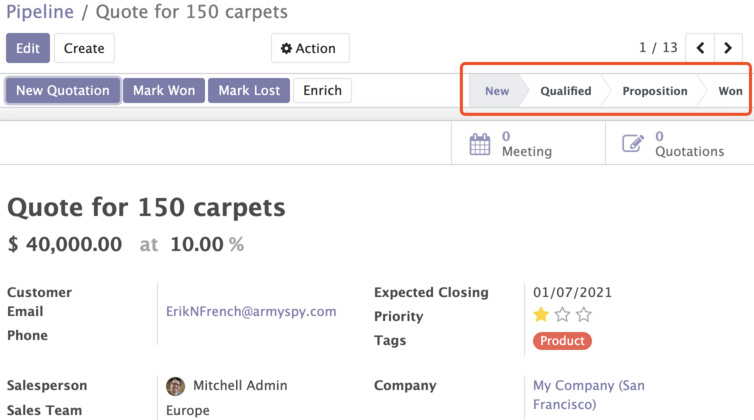 Pipeline / Quote for 150 carpets
Edit Create Action 1 / 13
New Quotation Mark Won Mark Lost Enrich New Qualified Proposition Won
0 Meeting 0 Quotations
Quote for 150 carpets
$ 40,000.00 at 10.00 %
Customer Expected Closing 01/07/2021
Email ErikNFrench@armyspy.com Priority
Phone Tags Product
Salesperson Mitchell Admin Company My Company (San Francisco)
Sales Team Europe